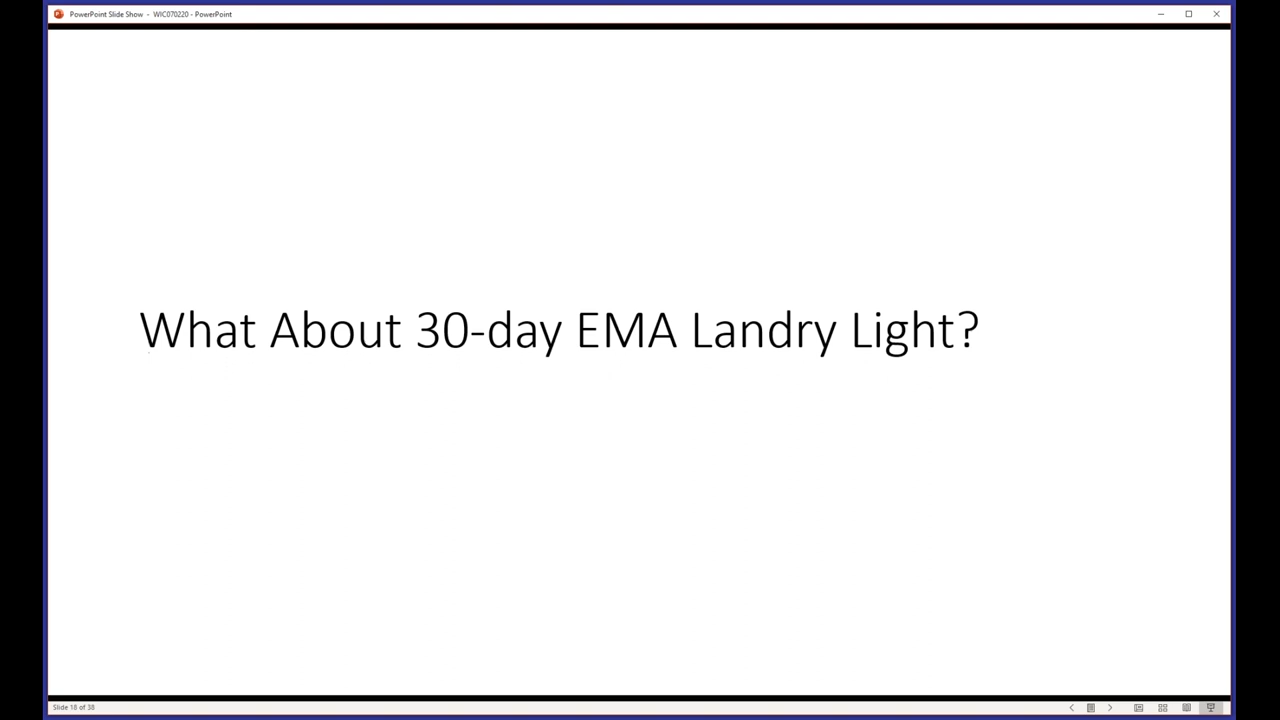 PowerPoint Slide Show - WIC070220 - PowerPoint
What About 30-day EMA Landry Light?
Slide 18 of 38